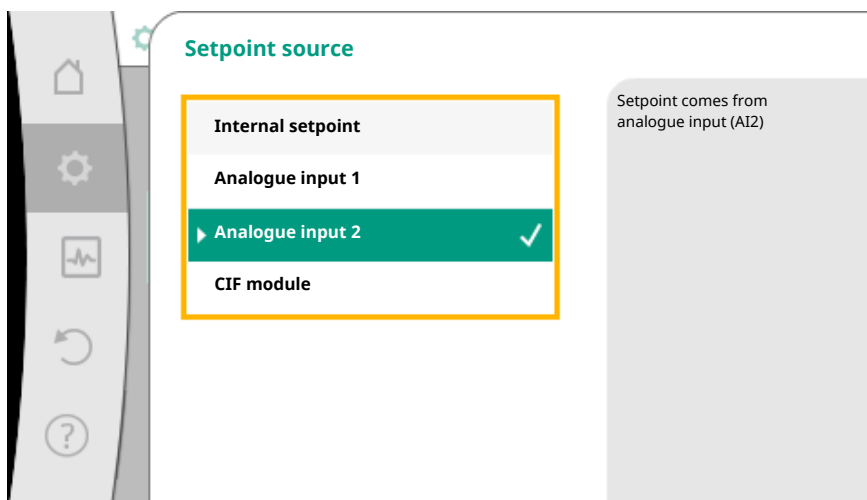 Setpoint source
Internal setpoint
Analogue input 1
Analogue input 2
CIF module
Setpoint comes from
analogue input (AI2)
?